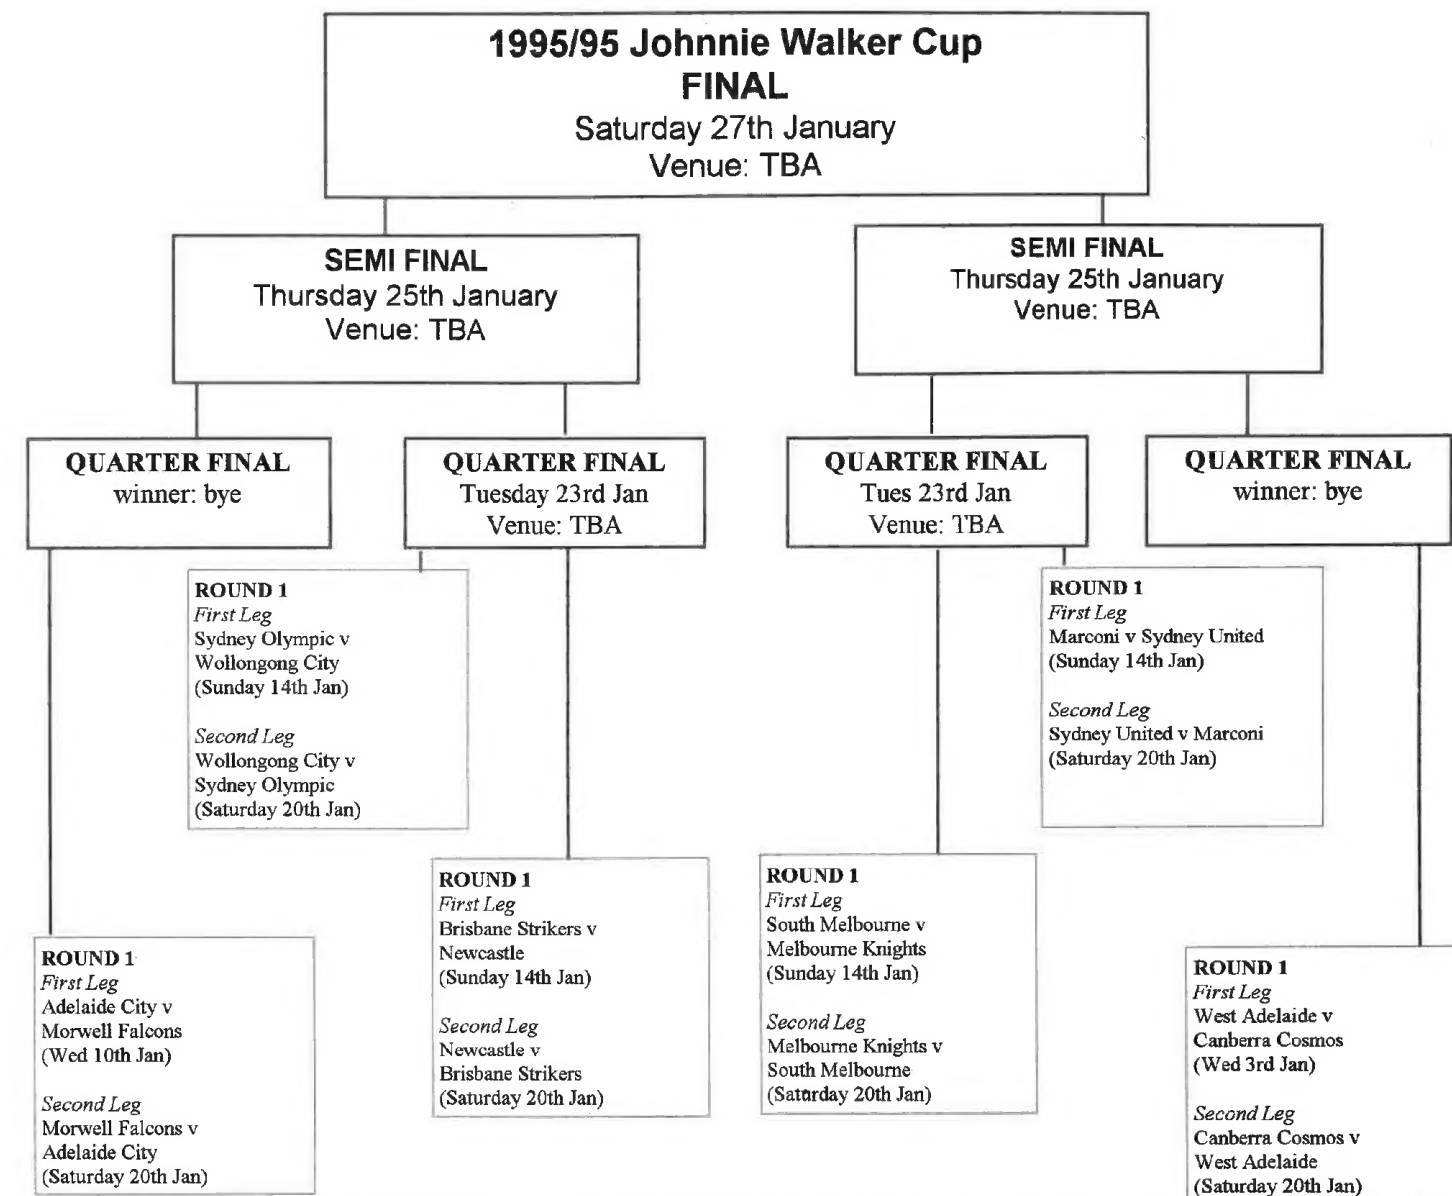 1995/95 Johnnie Walker Cup
FINAL
Saturday 27th January
Venue: TBA
SEMI FINAL
Thursday 25th January
Venue: TBA
SEMI FINAL
Thursday 25th January
Venue: TBA
QUARTER FINAL
winner: bye
QUARTER FINAL
Tuesday 23rd Jan
Venue: TBA
QUARTER FINAL
Tues 23rd Jan
Venue: TBA
QUARTER FINAL
winner: bye
ROUND 1
First Leg
Sydney Olympic v
Wollongong City
(Sunday 14th Jan)
Second Leg
Wollongong City v
Sydney Olympic
(Saturday 20th Jan)
ROUND 1
First Leg
Marconi v Sydney United
(Sunday 14th Jan)
Second Leg
Sydney United v Marconi
(Saturday 20th Jan)
ROUND 1
First Leg
Adelaide City v
Morwell Falcons
(Wed 10th Jan)
Second Leg
Morwell Falcons v
Adelaide City
(Saturday 20th Jan)
ROUND 1
First Leg
Brisbane Strikers v
Newcastle
(Sunday 14th Jan)
Second Leg
Newcastle v
Brisbane Strikers
(Saturday 20th Jan)
ROUND 1
First Leg
South Melbourne v
Melbourne Knights
(Sunday 14th Jan)
Second Leg
Melbourne Knights v
South Melbourne
(Saturday 20th Jan)
ROUND 1
First Leg
West Adelaide v
Canberra Cosmos
(Wed 3rd Jan)
Second Leg
Canberra Cosmos v
West Adelaide
(Saturday 20th Jan)